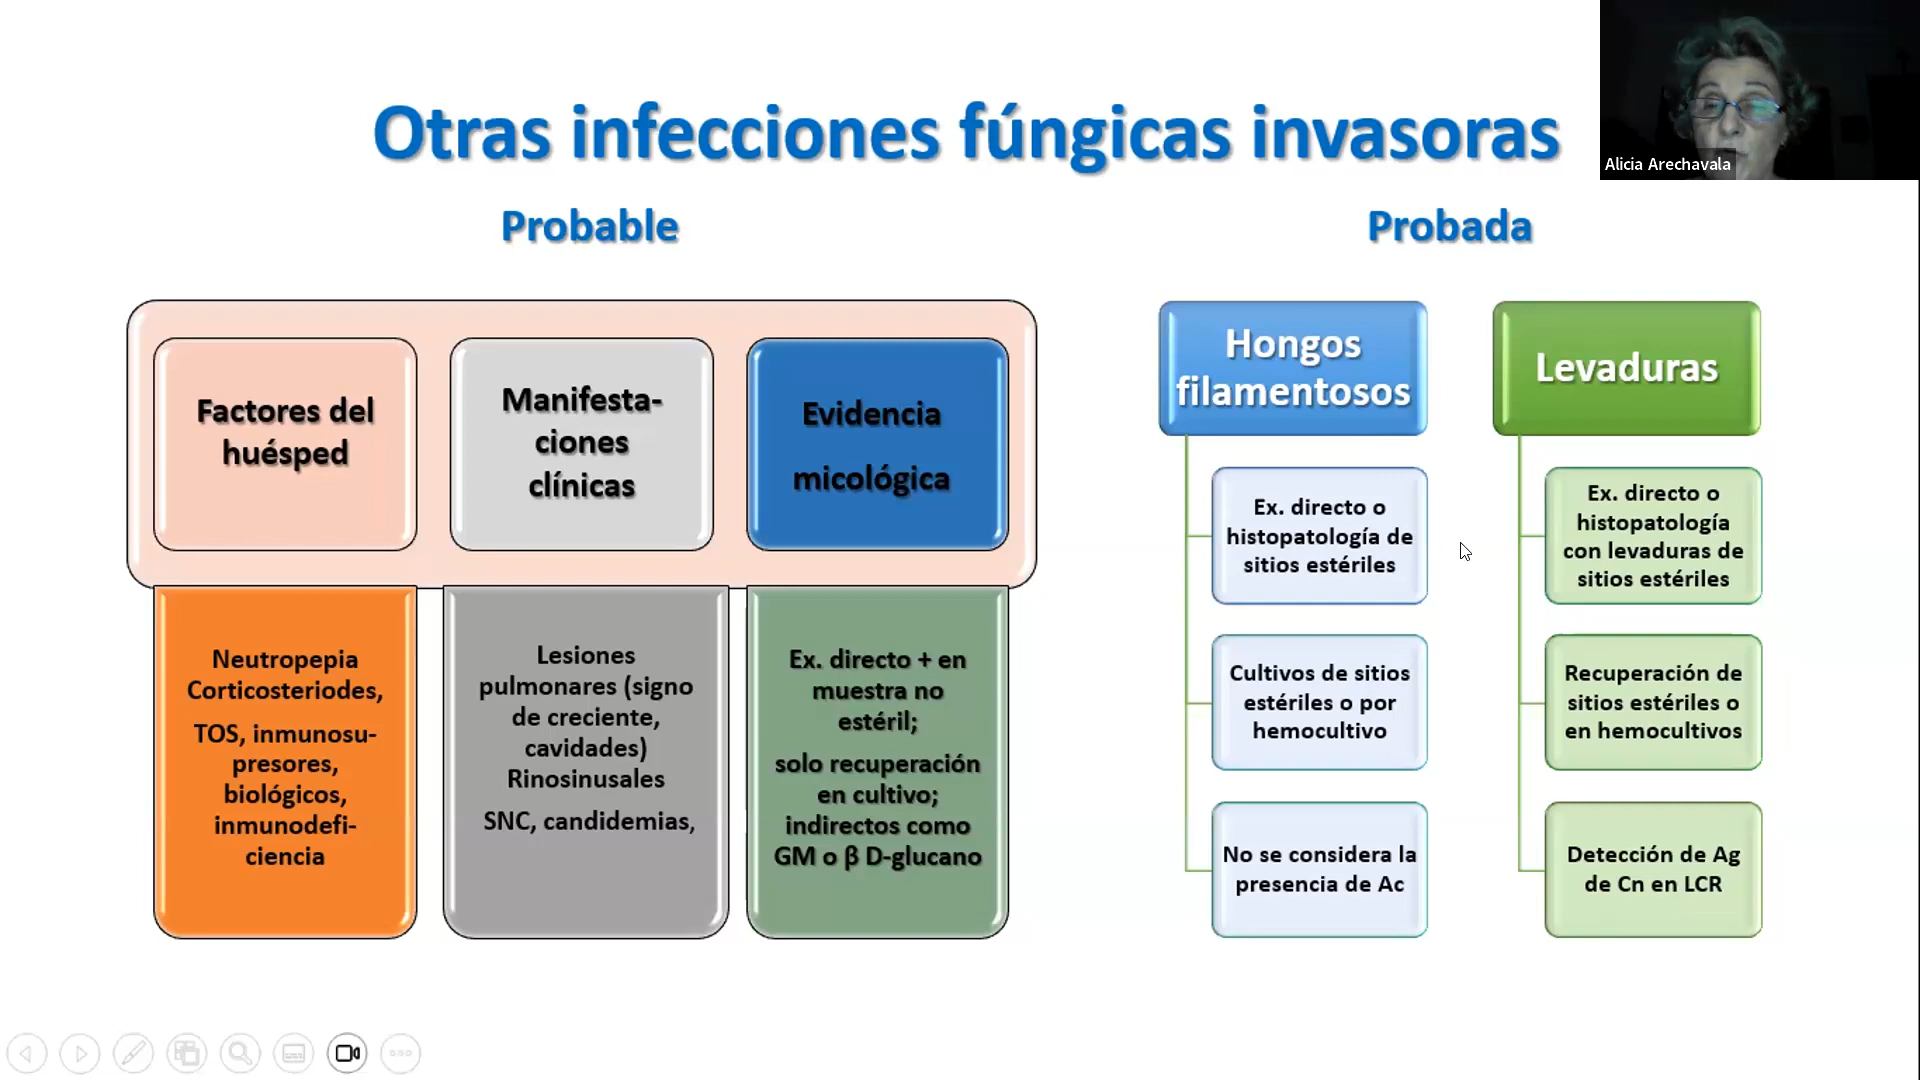 Otras infecciones fúngicas invasoras
Alicia Arechavala
Probable
Probada
Factores del
huésped
Manifesta-
ciones
clínicas
Evidencia
micológica
Neutropepia
Corticosteriodes,
TOS, inmunosu-
presores,
biológicos,
inmunodefi-
ciencia
Lesiones
pulmonares (signo
de creciente,
cavidades)
Rinosinusales
SNC, candidemias,
Ex. directo + en
muestra no
estéril;
solo recuperación
en cultivo;
indirectos como
GM o β D-glucano
Hongos
filamentosos
Ex. directo o
histopatología de
sitios estériles
Cultivos de sitios
estériles o por
hemocultivo
No se considera la
presencia de Ac
Levaduras
Ex. directo o
histopatología
con levaduras de
sitios estériles
Recuperación de
sitios estériles o
en hemocultivos
Detección de Ag
de Cn en LCR